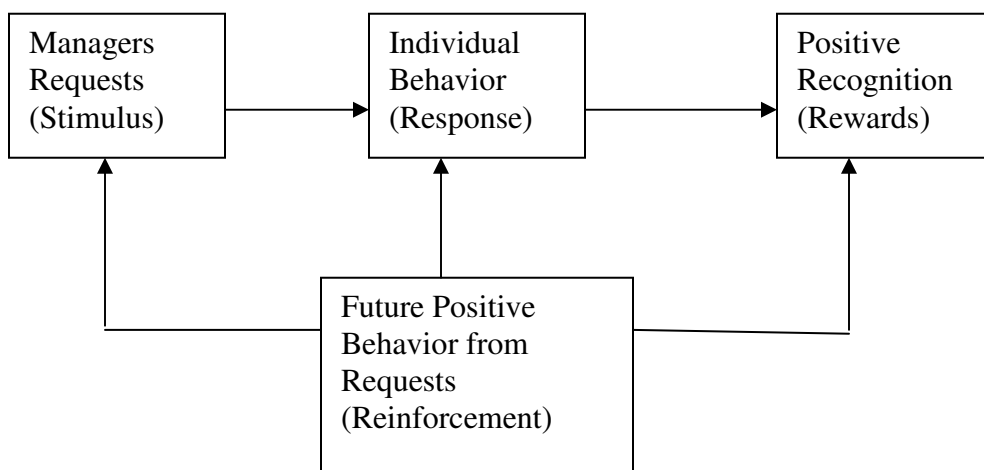 Managers
Requests
(Stimulus)
Individual
Behavior
(Response)
Positive
Recognition
(Rewards)
Future Positive
Behavior from
Requests
(Reinforcement)